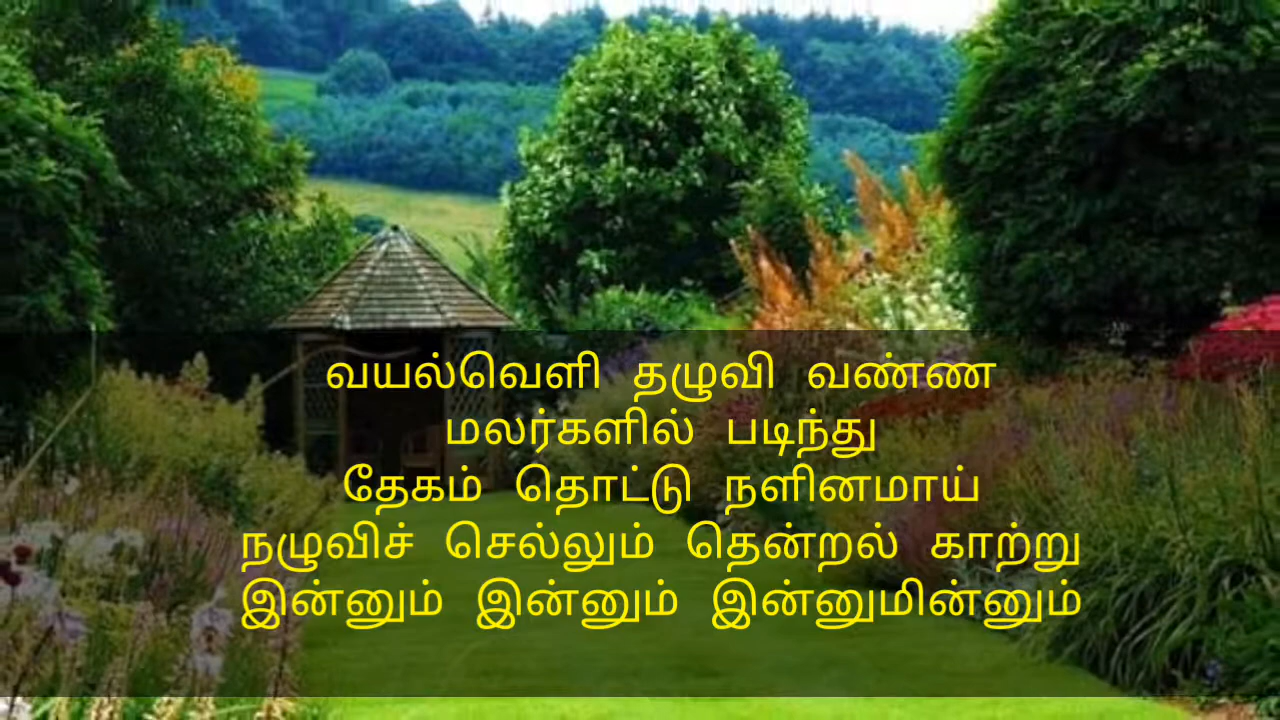 வயல்வெளி தழுவி வண்ண
மலர்களில் படிந்து
தேகம் தொட்டு நளினமாய்
நழுவிச் செல்லும் தென்றல் காற்று
இன்னும் இன்னும் இன்னுமின்னும்